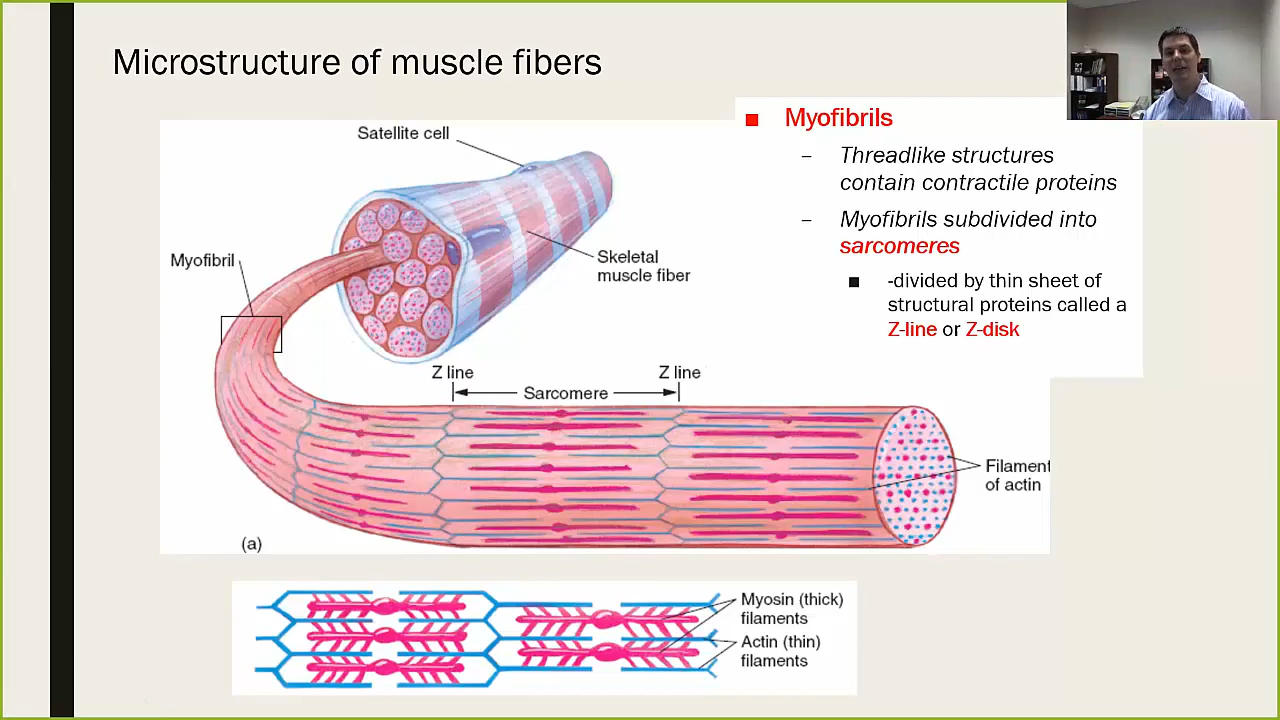 Microstructure of muscle fibers
Satellite cell
Myofibril
Skeletal
muscle fiber
Z line
Sarcomere
Z line
Filament
of actin
(a)
Myosin (thick)
filaments
Actin (thin)
filaments
Myofibrils
– Threadlike structures
contain contractile proteins
– Myofibrils subdivided into
sarcomeres
-divided by thin sheet of
structural proteins called a
Z-line or Z-disk